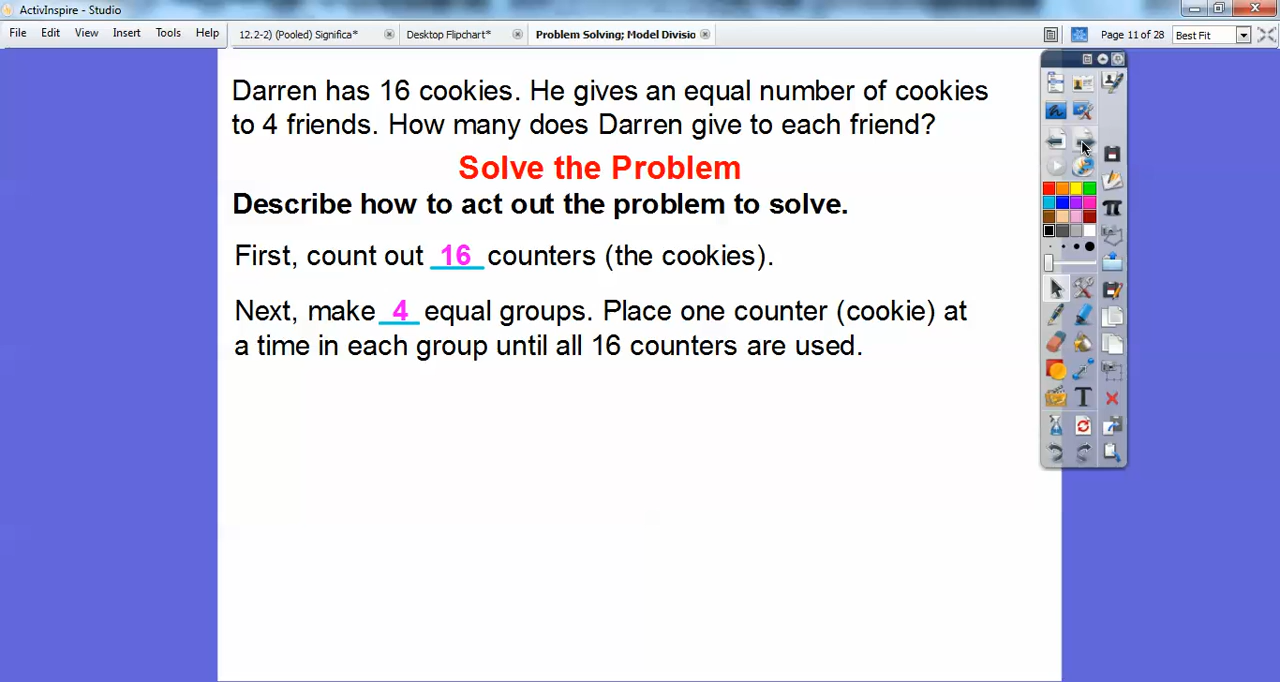 ActivInspire - Studio
File Edit View Insert Tools Help
12.2-2) (Pooled) Significa* Desktop Flipchart* Problem Solving; Model Divisio
Page 11 of 28 Best Fit
Darren has 16 cookies. He gives an equal number of cookies
to 4 friends. How many does Darren give to each friend?
Solve the Problem
Describe how to act out the problem to solve.
First, count out 16 counters (the cookies).
Next, make 4 equal groups. Place one counter (cookie) at
a time in each group until all 16 counters are used.